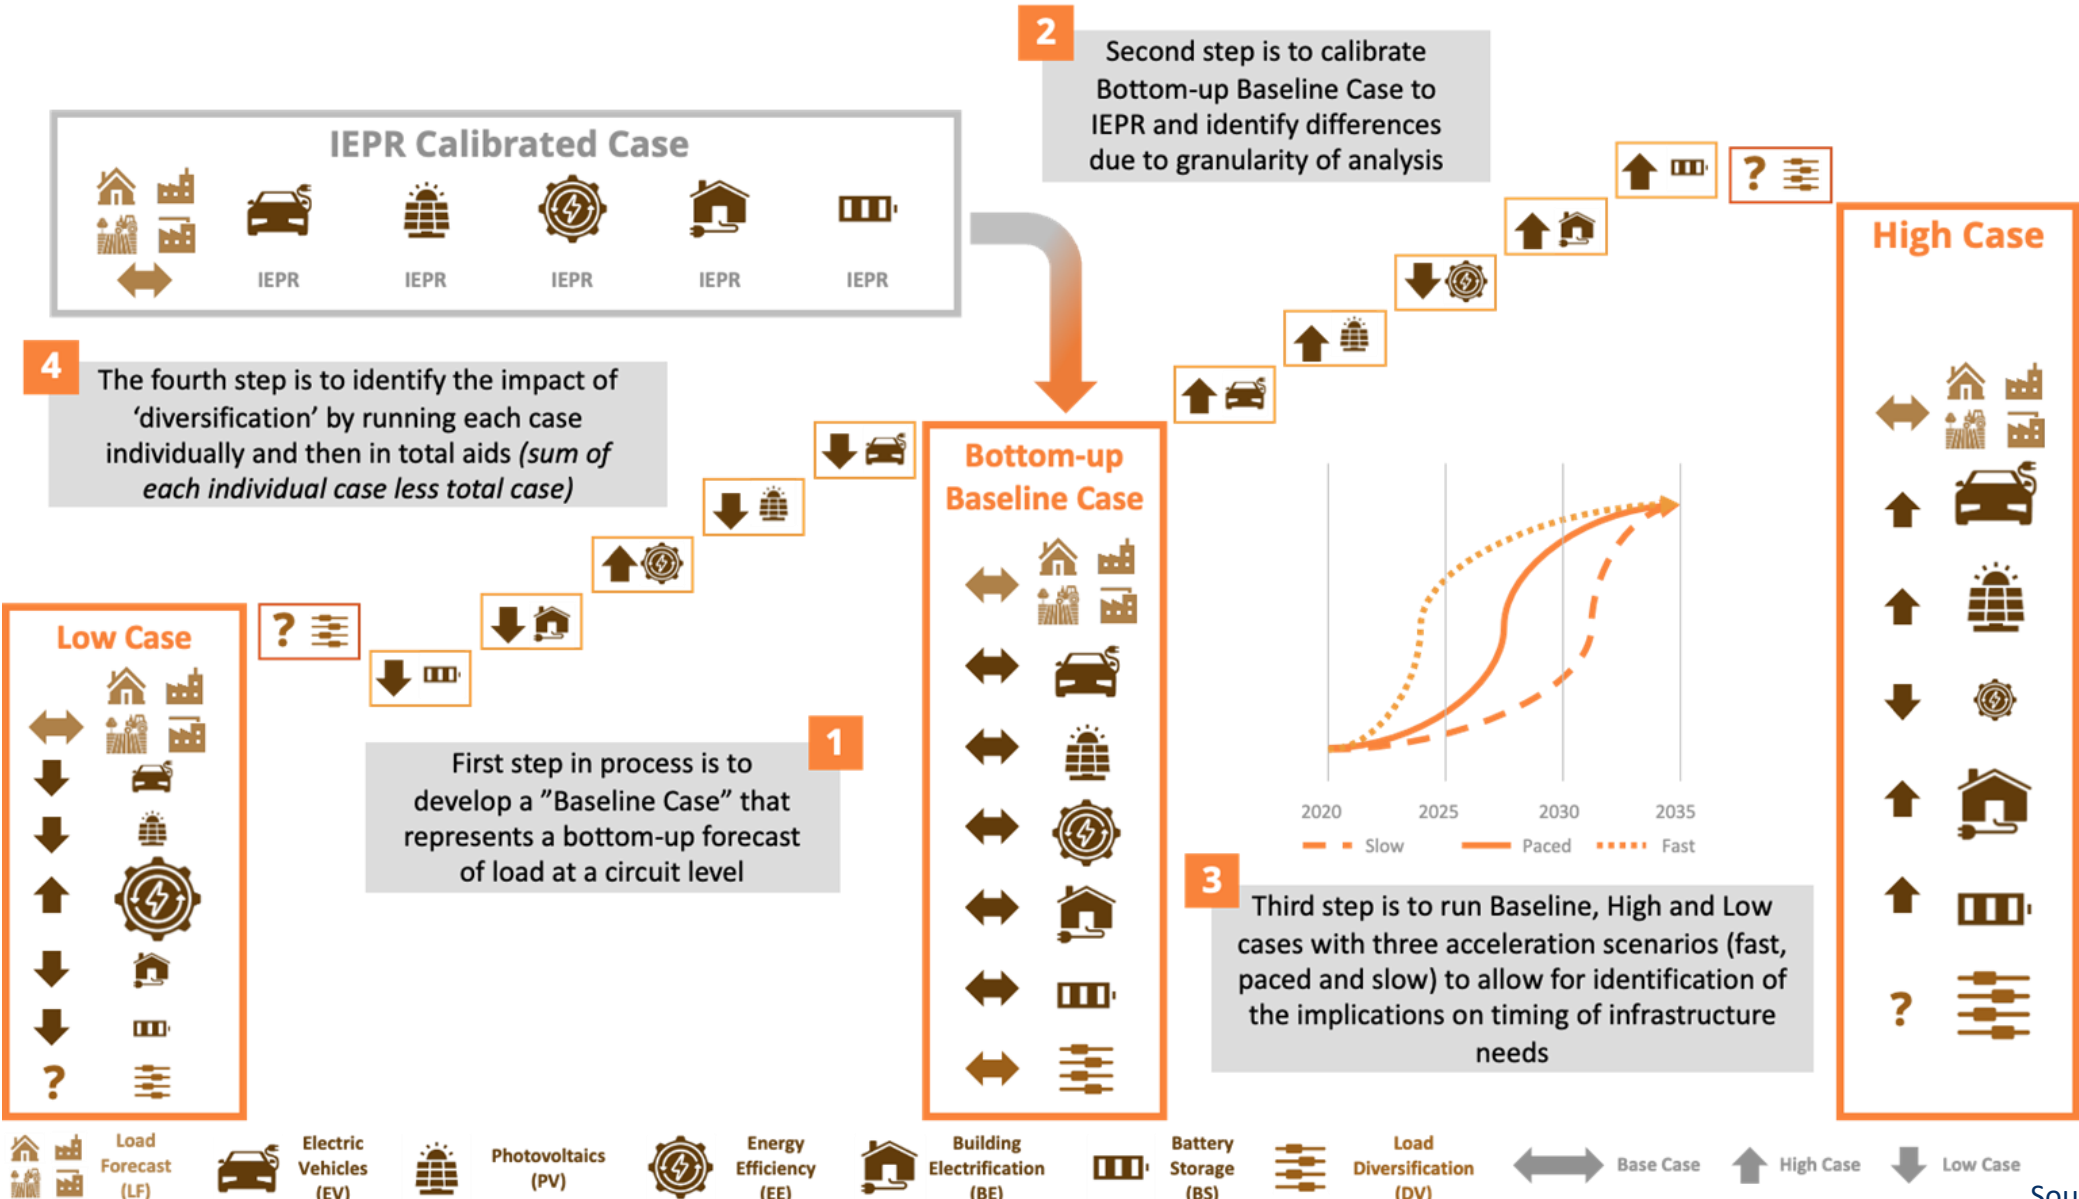 2
Second step is to calibrate
Bottom-up Baseline Case to
IEPR and identify differences
due to granularity of analysis
IEPR Calibrated Case
IEPR
IEPR
IEPR
IEPR
IEPR
?
High Case
4
The fourth step is to identify the impact of
‘diversification’ by running each case
individually and then in total aids (sum of
each individual case less total case)
Bottom-up
Baseline Case
Low Case
?
1
First step in process is to
develop a ”Baseline Case” that
represents a bottom-up forecast
of load at a circuit level
2020 2025 2030 2035
Slow Paced Fast
3
Third step is to run Baseline, High and Low
cases with three acceleration scenarios (fast,
paced and slow) to allow for identification of
the implications on timing of infrastructure
needs
?
?
Load
Forecast
(LF)
Electric
Vehicles
(EV)
Photovoltaics
(PV)
Energy
Efficiency
(EE)
Building
Electrification
(BE)
Battery
Storage
(BS)
Load
Diversification
(DV)
Base Case
High Case
Low Case